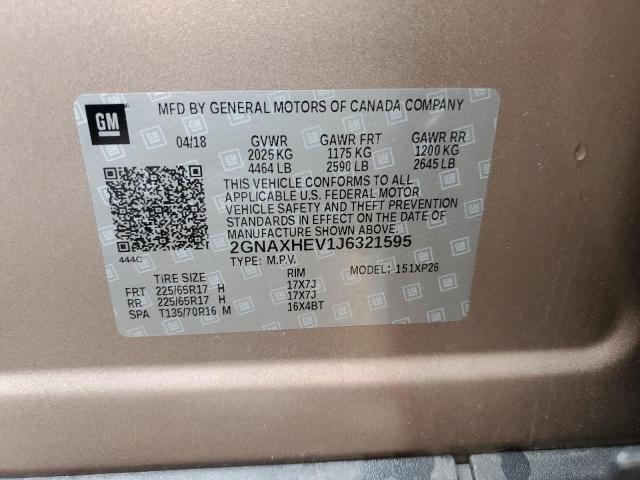 GM
MFD BY GENERAL MOTORS OF CANADA COMPANY
04/18 GVWR GAWR FRT GAWR RR
2025 KG 1175 KG 1200 KG
4464 LB 2590 LB 2645 LB
THIS VEHICLE CONFORMS TO ALL
APPLICABLE U.S. FEDERAL MOTOR
VEHICLE SAFETY AND THEFT PREVENTION
STANDARDS IN EFFECT ON THE DATE OF
MANUFACTURE SHOWN ABOVE.
444C 2GNAXHEV1J6321595
TYPE: M.P.V. MODEL: 151XP26
TIRE SIZE RIM
FRT 225/65R17 H 17X7J
RR 225/65R17 H 17X7J
SPA T135/70R16 M 16X4BT